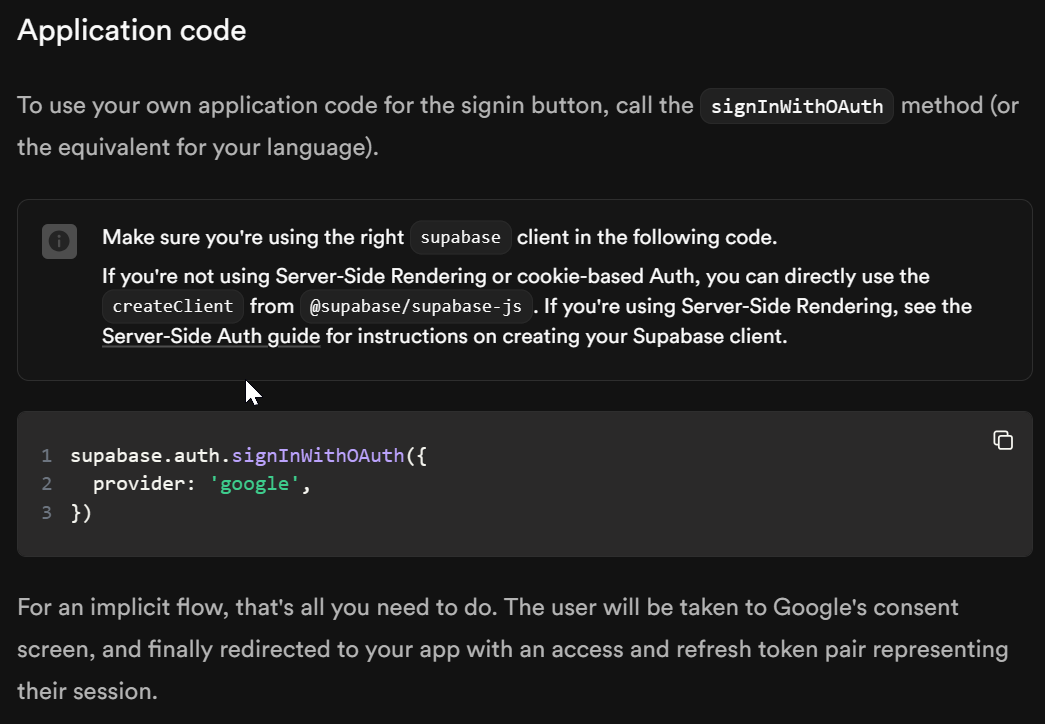 Application code
To use your own application code for the signin button, call the signInWithOAuth method (or
the equivalent for your language).
Make sure you're using the right supabase client in the following code.
If you're not using Server-Side Rendering or cookie-based Auth, you can directly use the
createClient from @supabase/supabase-js. If you're using Server-Side Rendering, see the
Server-Side Auth guide for instructions on creating your Supabase client.
1 supabase.auth.signInWithOAuth({
2   provider: 'google',
3 })
For an implicit flow, that's all you need to do. The user will be taken to Google's consent
screen, and finally redirected to your app with an access and refresh token pair representing
their session.